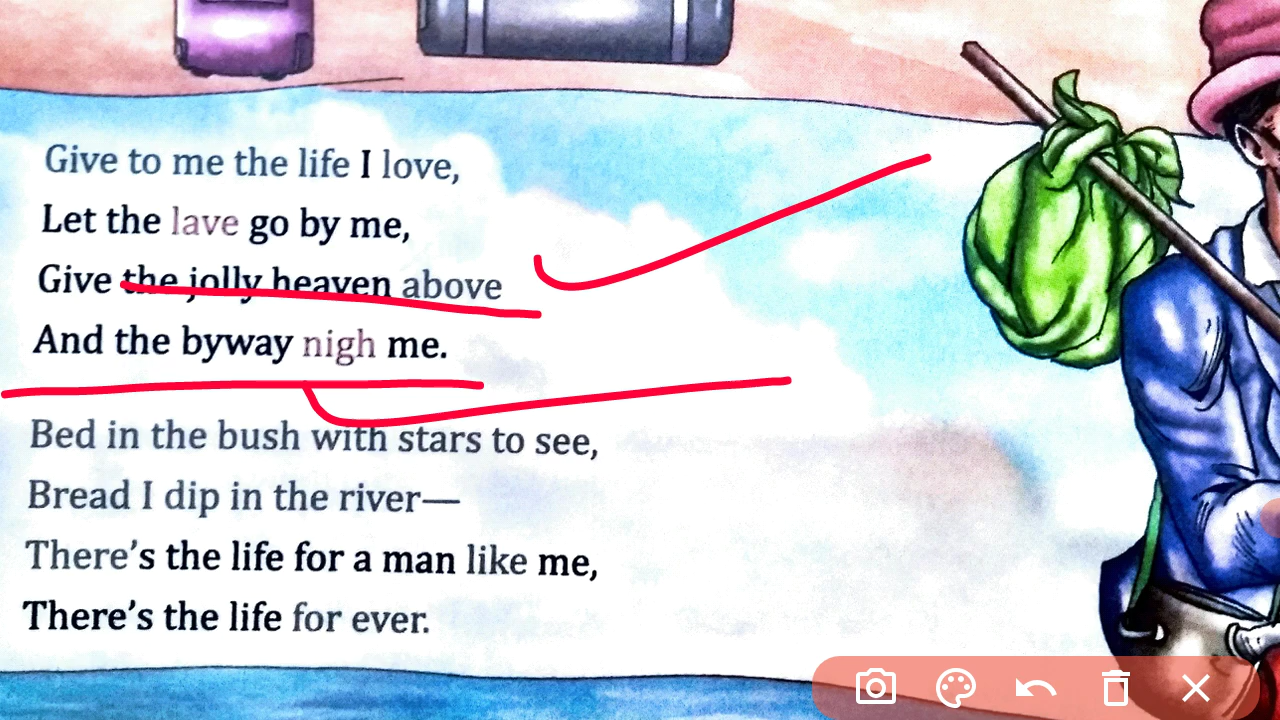 Give to me the life I love,
Let the lave go by me,
Give the jolly heaven above
And the byway nigh me.
Bed in the bush with stars to see,
Bread I dip in the river—
There's the life for a man like me,
There's the life for ever.